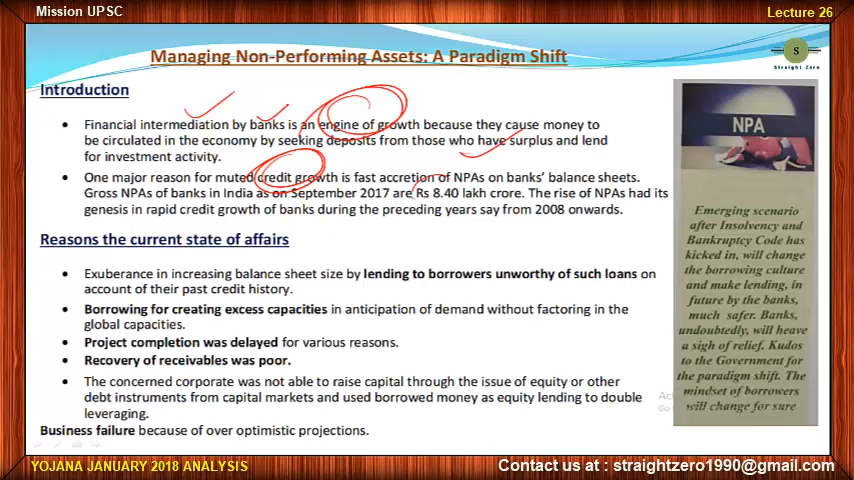 Mission UPSC
Lecture 26
Managing Non-Performing Assets: A Paradigm Shift
S
Straight Zero
Introduction
• Financial intermediation by banks is an engine of growth because they cause money to
be circulated in the economy by seeking deposits from those who have surplus and lend
for investment activity.
• One major reason for muted credit growth is fast accretion of NPAs on banks’ balance sheets.
Gross NPAs of banks in India as on September 2017 are Rs 8.40 lakh crore. The rise of NPAs had its
genesis in rapid credit growth of banks during the preceding years say from 2008 onwards.
Reasons the current state of affairs
• Exuberance in increasing balance sheet size by lending to borrowers unworthy of such loans on
account of their past credit history.
• Borrowing for creating excess capacities in anticipation of demand without factoring in the
global capacities.
• Project completion was delayed for various reasons.
• Recovery of receivables was poor.
• The concerned corporate was not able to raise capital through the issue of equity or other
debt instruments from capital markets and used borrowed money as equity lending to double
leveraging.
Business failure because of over optimistic projections.
NPA
Emerging scenario
after Insolvency and
Bankruptcy Code has
kicked in, will change
the borrowing culture
and make lending, in
future by the banks,
much safer. Banks,
undoubtedly, will heave
a sigh of relief. Kudos
to the Government for
the paradigm shift. The
mindset of borrowers
will change for sure
YOJANA JANUARY 2018 ANALYSIS
Contact us at : straightzero1990@gmail.com